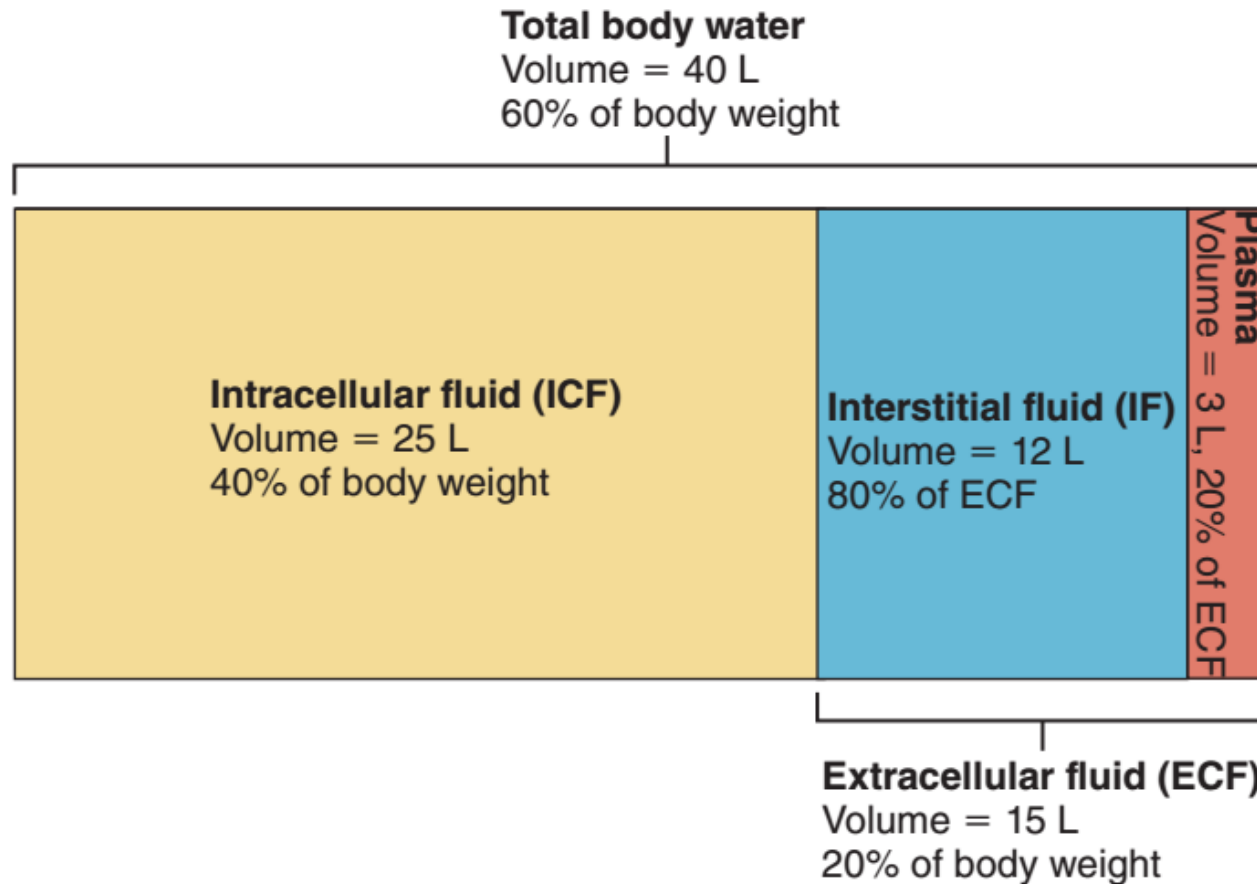 Total body water
Volume = 40 L
60% of body weight
Intracellular fluid (ICF)
Volume = 25 L
40% of body weight
Interstitial fluid (IF)
Volume = 12 L
80% of ECF
Plasma
Volume = 3 L, 20% of ECF
Extracellular fluid (ECF)
Volume = 15 L
20% of body weight